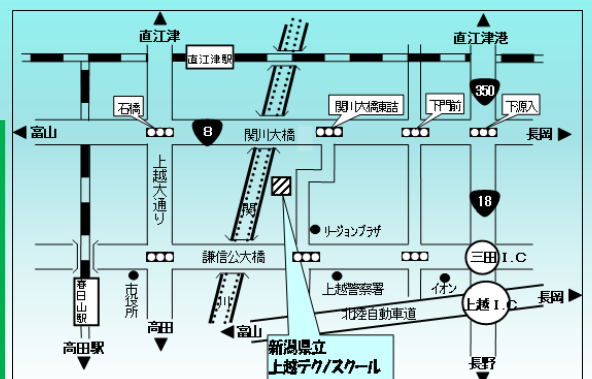 直江津
直江津港
直江津駅
350
石橋
関川大橋東詰
下門前
下源入
富山
8
関川大橋
長岡
上越大通り
関
18
リージョンプラザ
謙信公大橋
三田I.C
春日山駅
市役所
川
上越警察署
イオン
上越I.C
長岡
北陸自動車道
高田駅
高田
富山
新潟県立
上越テクノスクール
長野